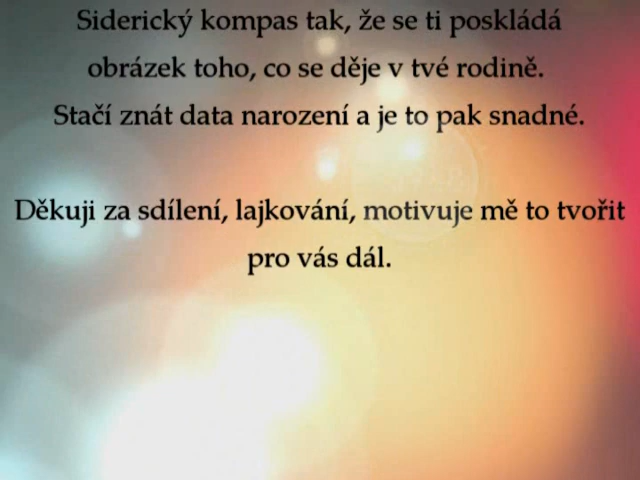 Siderický kompas tak, že se ti poskládá
obrázek toho, co se děje v tvé rodině.
Stačí znát data narození a je to pak snadné.
Děkuji za sdílení, lajkování, motivuje mě to tvořit
pro vás dál.